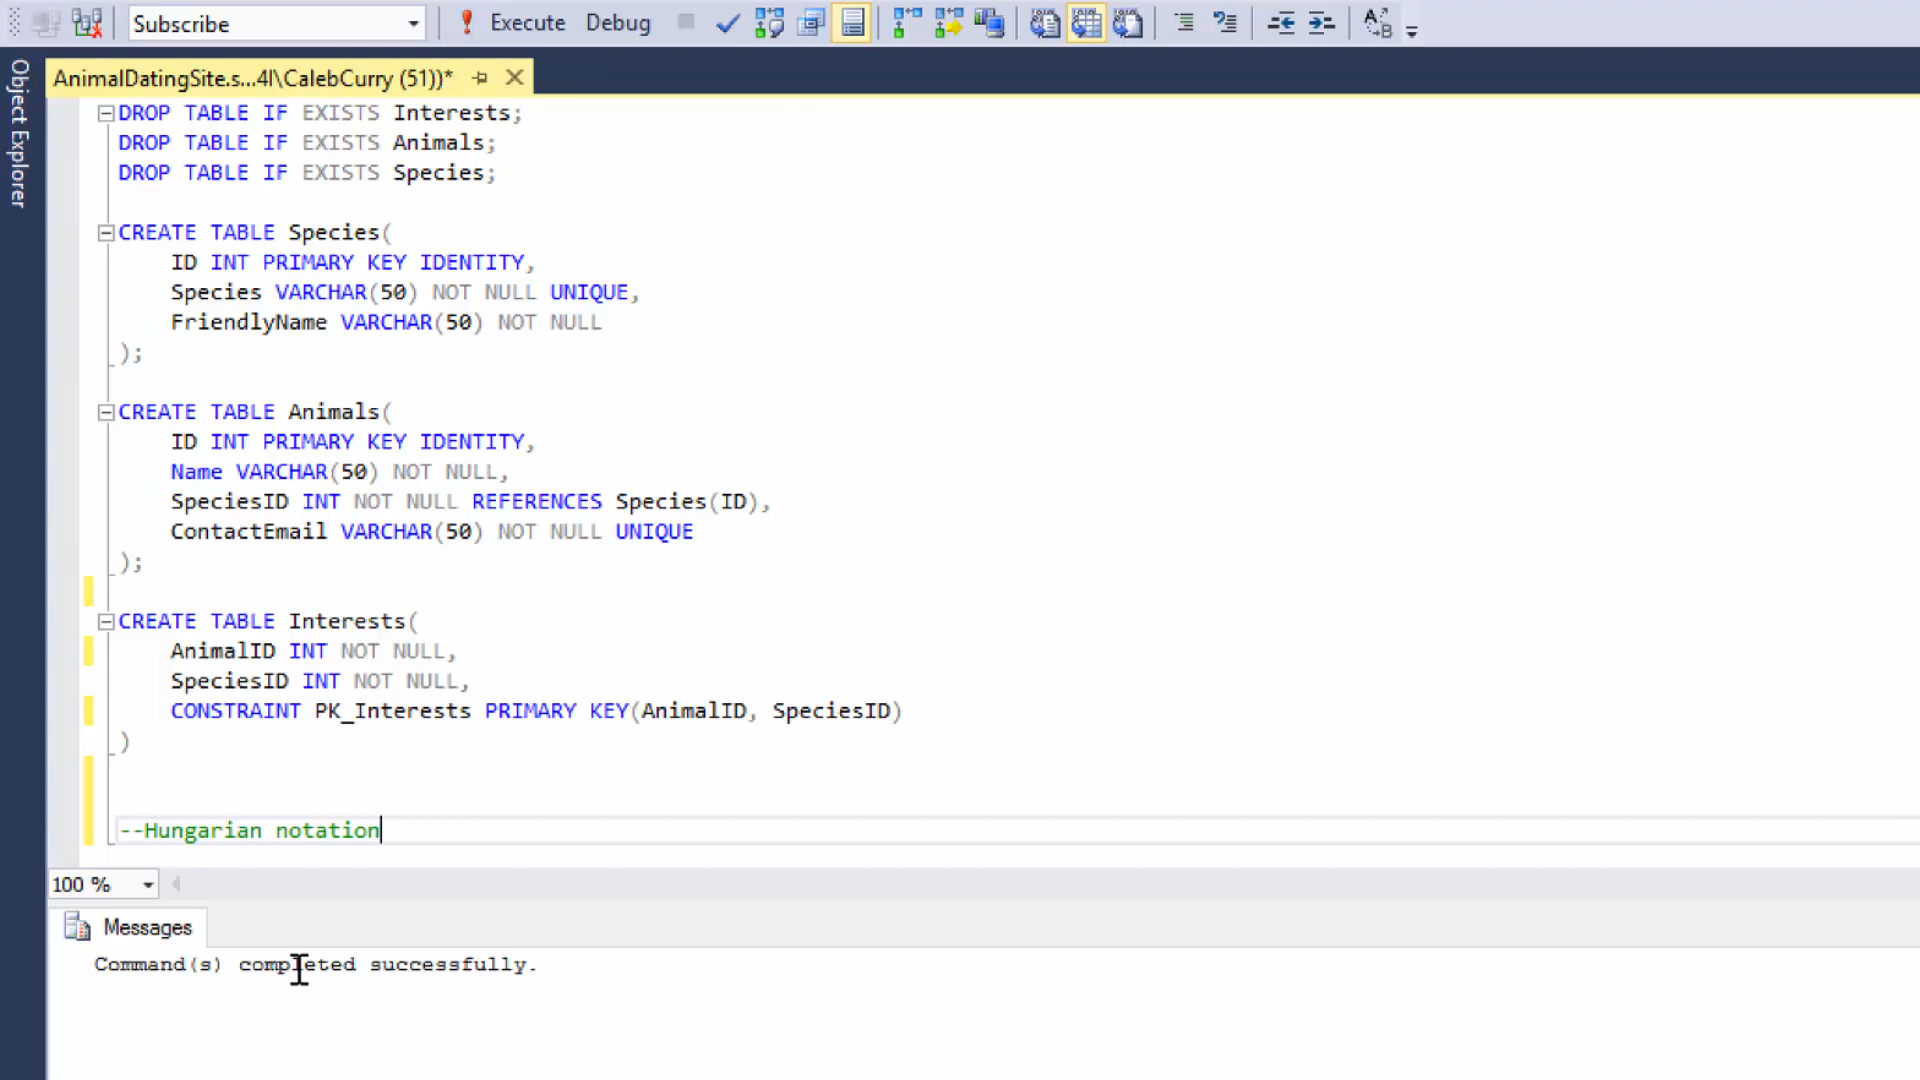 Subscribe
Execute
Debug
Object Explorer
AnimalDatingSite.s...4l\CalebCurry (51))*
DROP TABLE IF EXISTS Interests;
DROP TABLE IF EXISTS Animals;
DROP TABLE IF EXISTS Species;
CREATE TABLE Species(
ID INT PRIMARY KEY IDENTITY,
Species VARCHAR(50) NOT NULL UNIQUE,
FriendlyName VARCHAR(50) NOT NULL
);
CREATE TABLE Animals(
ID INT PRIMARY KEY IDENTITY,
Name VARCHAR(50) NOT NULL,
SpeciesID INT NOT NULL REFERENCES Species(ID),
ContactEmail VARCHAR(50) NOT NULL UNIQUE
);
CREATE TABLE Interests(
AnimalID INT NOT NULL,
SpeciesID INT NOT NULL,
CONSTRAINT PK_Interests PRIMARY KEY(AnimalID, SpeciesID)
)
--Hungarian notation
100 %
Messages
Command(s) completed successfully.